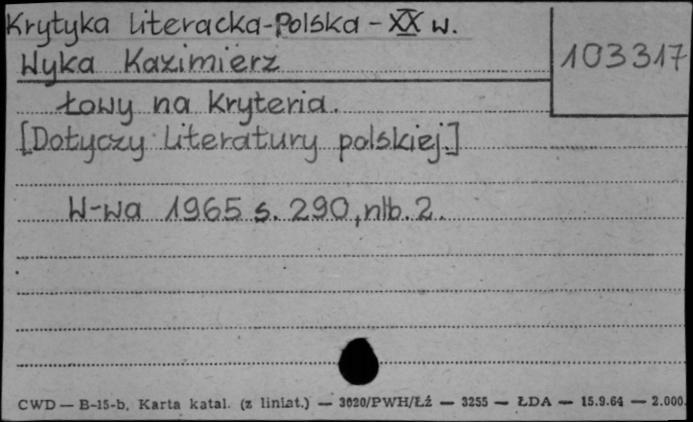 Krytyka literacka-Polska - XX w.
Wyka Kazimierz
103317
Łowy na kryteria.
[Dotyczy literatury polskiej.]
W-wa 1965 s. 290, nlb. 2.
CWD — B-15-b, Karta katal. (z liniat.) — 3020/PWH/Łź — 3255 — ŁDA — 15.9.64 — 2.000.